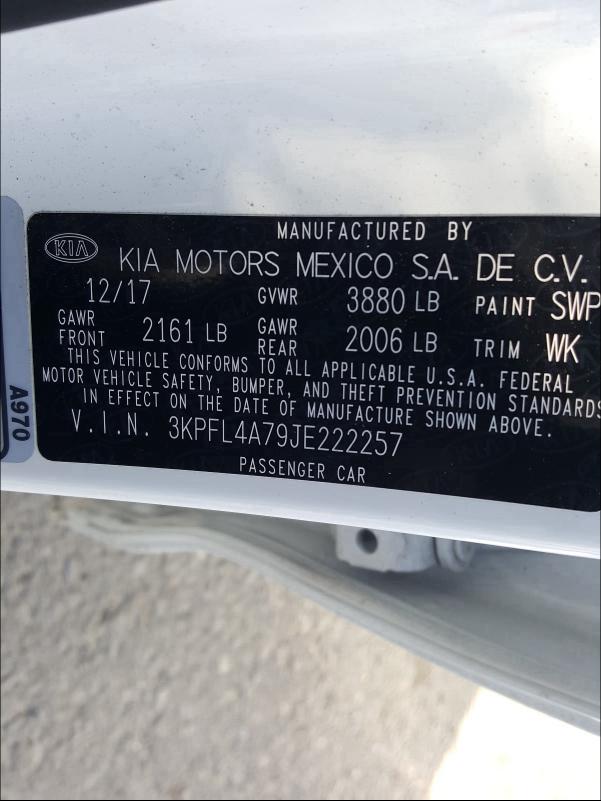 MANUFACTURED BY
KIA KIA MOTORS MEXICO S.A. DE C.V.
12/17 GVWR 3880 LB PAINT SWP
GAWR FRONT 2161 LB GAWR REAR 2006 LB TRIM WK
THIS VEHICLE CONFORMS TO ALL APPLICABLE U.S.A. FEDERAL
MOTOR VEHICLE SAFETY, BUMPER, AND THEFT PREVENTION STANDARDS
IN EFFECT ON THE DATE OF MANUFACTURE SHOWN ABOVE.
V.I.N. 3KPFL4A79JE222257
PASSENGER CAR
A970